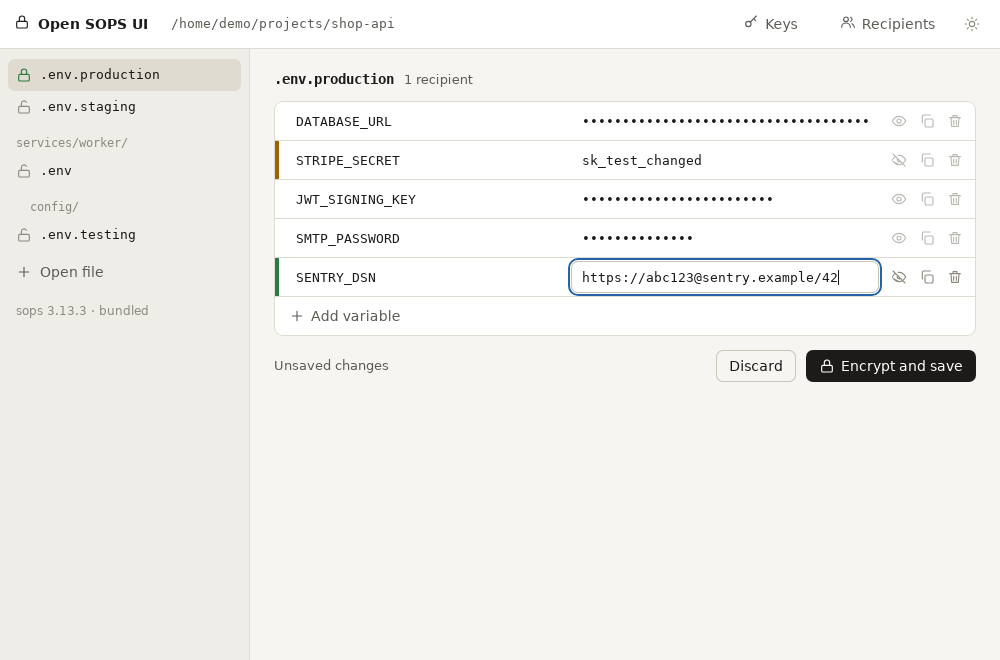 Open SOPS UI /home/demo/projects/shop-api Keys Recipients
.env.production
.env.staging
services/worker/
.env
config/
.env.testing
Open file
sops 3.13.3 · bundled
.env.production 1 recipient
DATABASE_URL ••••••••••••••••••••••••••••••••••••
STRIPE_SECRET sk_test_changed
JWT_SIGNING_KEY ••••••••••••••••••••••••
SMTP_PASSWORD ••••••••••••••
SENTRY_DSN https://abc123@sentry.example/42
Add variable
Unsaved changes Discard Encrypt and save